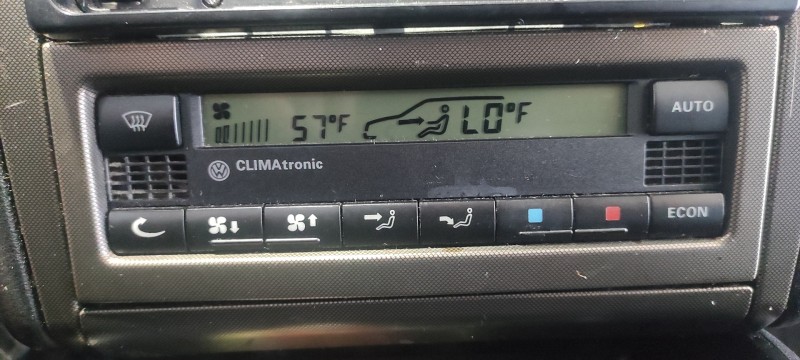 57°F LO°F
AUTO
CLIMAtronic
ECON